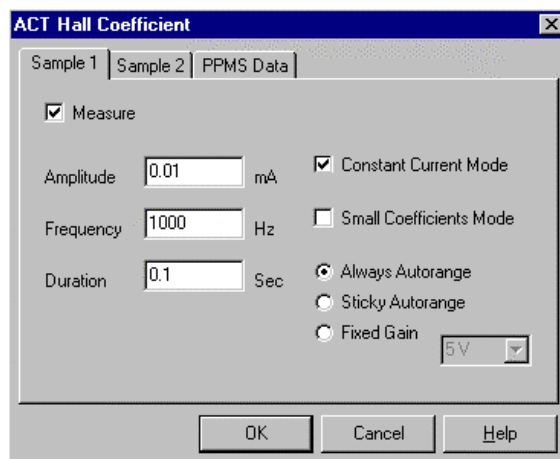 ACT Hall Coefficient
Sample 1 Sample 2 PPMS Data
Measure
Amplitude 0.01 mA Constant Current Mode
Frequency 1000 Hz Small Coefficients Mode
Duration 0.1 Sec Always Autorange
Sticky Autorange
Fixed Gain 5 V
OK Cancel Help